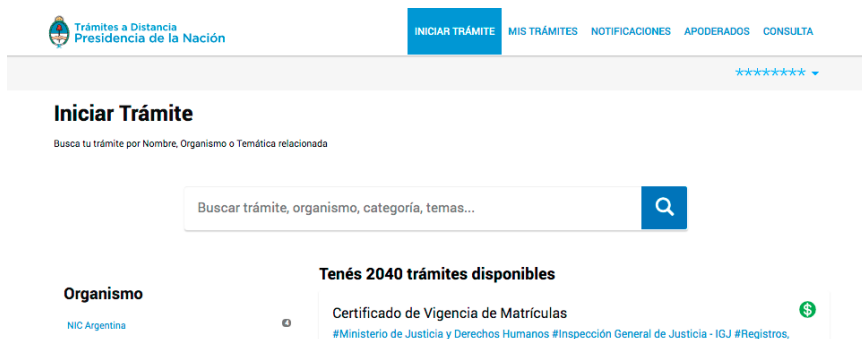 Trámites a Distancia
Presidencia de la Nación
INICIAR TRÁMITE MIS TRÁMITES NOTIFICACIONES APODERADOS CONSULTA
********
Iniciar Trámite
Busca tu trámite por Nombre, Organismo o Temática relacionada
Buscar trámite, organismo, categoría, temas...
Tenés 2040 trámites disponibles
Organismo
Certificado de Vigencia de Matrículas
$
NIC Argentina
4
#Ministerio de Justicia y Derechos Humanos #Inspección General de Justicia - IGJ #Registros,